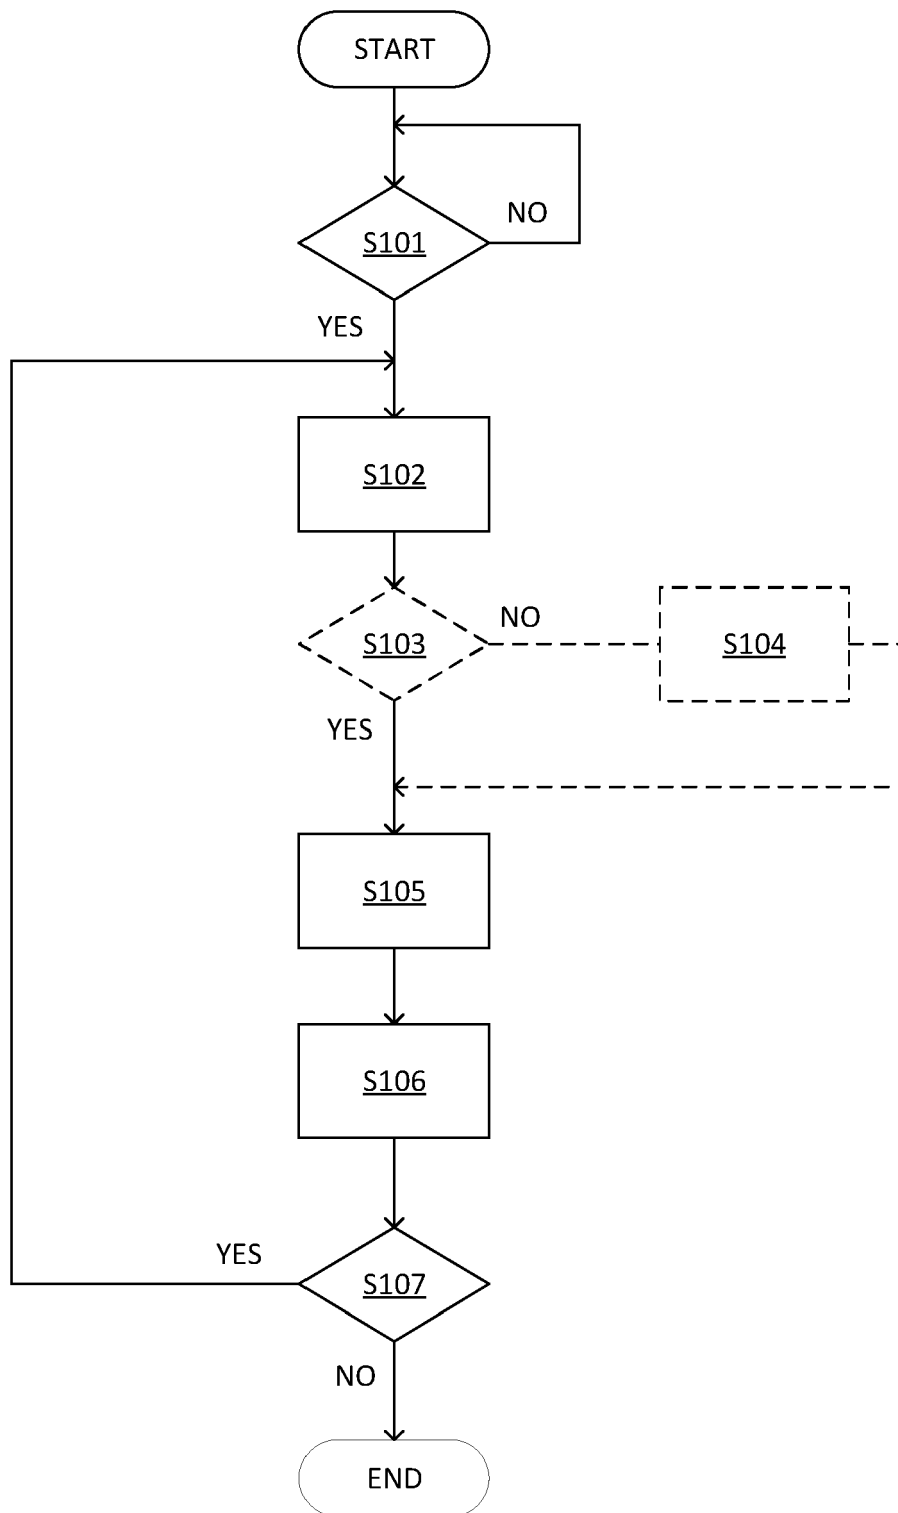 START
NO
S101
YES
S102
NO
S103
S104
YES
S105
S106
YES
S107
NO
END